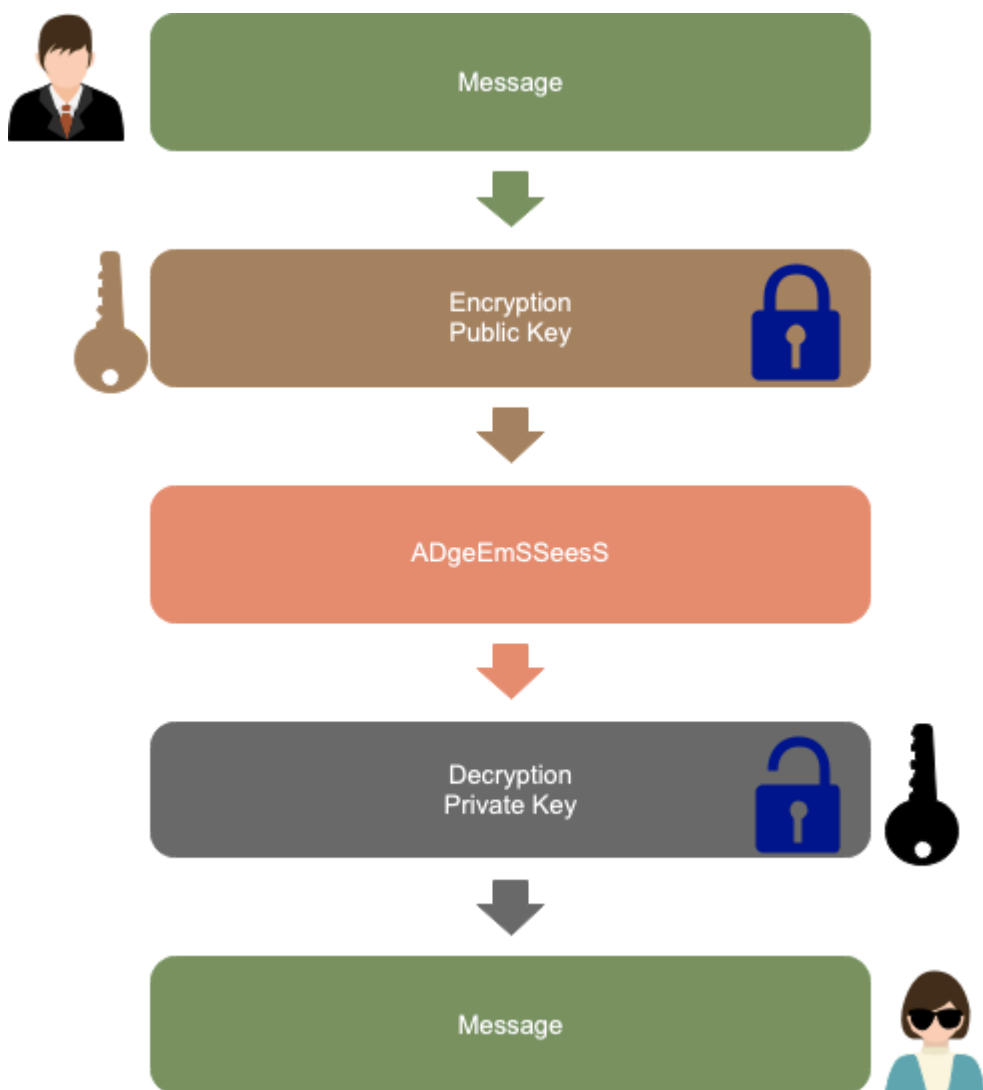 Message
Encryption
Public Key
ADgeEmSSeesS
Decryption
Private Key
Message